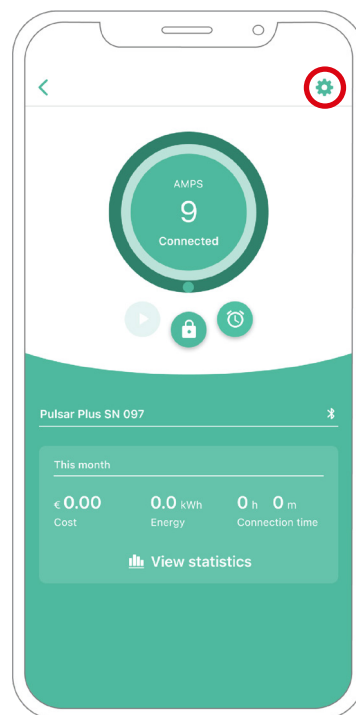 AMPS
9
Connected
Pulsar Plus SN 097
This month
€ 0.00 0.0 kWh 0 h 0 m
Cost Energy Connection time
View statistics